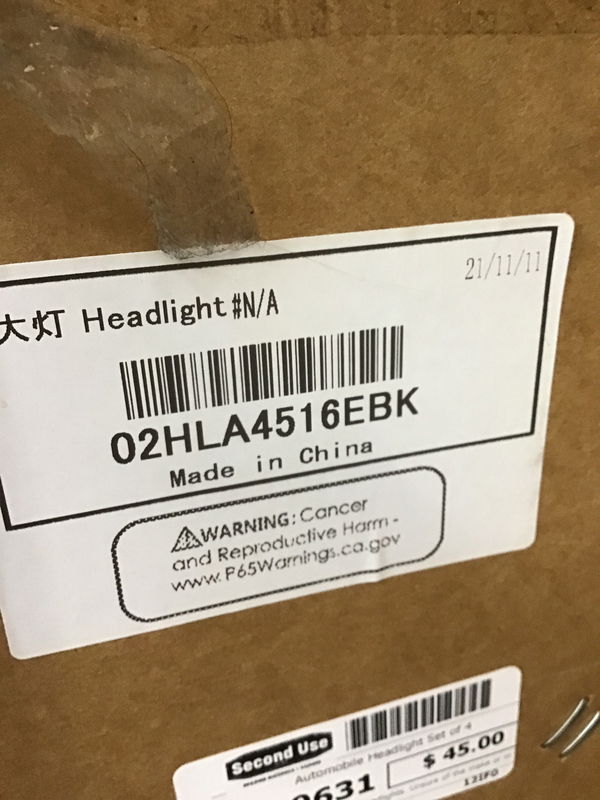 21/11/11
大灯 Headlight #N/A
02HLA4516EBK
Made in China
WARNING: Cancer
and Reproductive Harm -
www.P65Warnings.ca.gov
Second Use
Automobile Headlight Set of 4
$ 45.00
0631
121FO